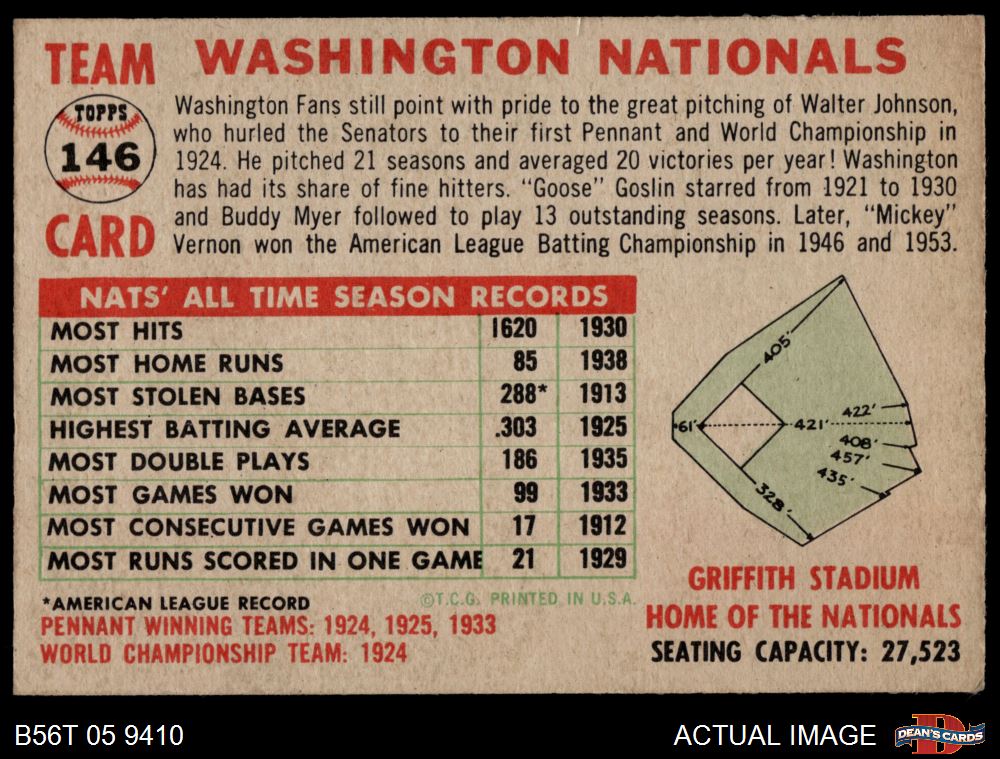 TEAM
TOPPS
146
CARD
WASHINGTON NATIONALS
Washington Fans still point with pride to the great pitching of Walter Johnson,
who hurled the Senators to their first Pennant and World Championship in
1924. He pitched 21 seasons and averaged 20 victories per year! Washington
has had its share of fine hitters. “Goose” Goslin starred from 1921 to 1930
and Buddy Myer followed to play 13 outstanding seasons. Later, “Mickey”
Vernon won the American League Batting Championship in 1946 and 1953.
NATS' ALL TIME SEASON RECORDS
MOST HITS 1620 1930
MOST HOME RUNS 85 1938
MOST STOLEN BASES 288* 1913
HIGHEST BATTING AVERAGE .303 1925
MOST DOUBLE PLAYS 186 1935
MOST GAMES WON 99 1933
MOST CONSECUTIVE GAMES WON 17 1912
MOST RUNS SCORED IN ONE GAME 21 1929
*AMERICAN LEAGUE RECORD
©T.C.G. PRINTED IN U.S.A.
PENNANT WINNING TEAMS: 1924, 1925, 1933
WORLD CHAMPIONSHIP TEAM: 1924
405'
61'
421'
422'
408'
457'
435'
328'
GRIFFITH STADIUM
HOME OF THE NATIONALS
SEATING CAPACITY: 27,523
B56T 05 9410
ACTUAL IMAGE
DEAN'S CARDS